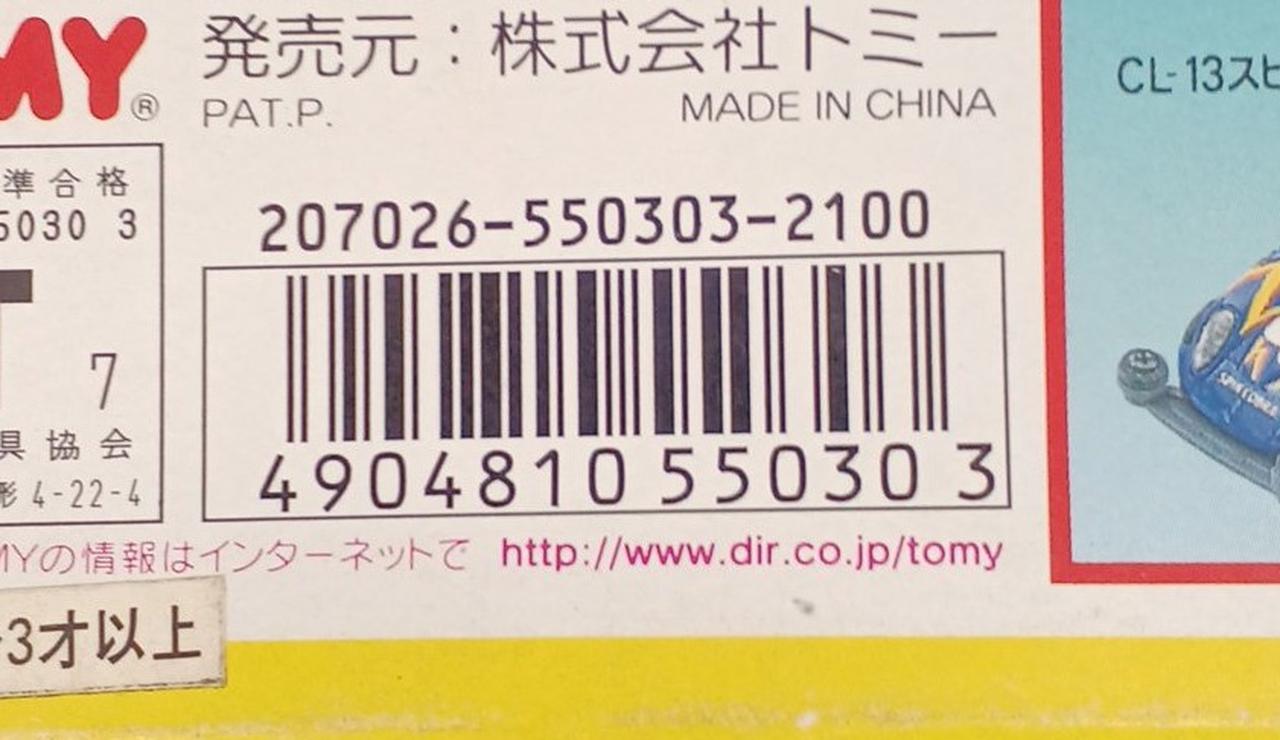 MY®
発売元：株式会社トミー
PAT.P. MADE IN CHINA
準合格
5030 3
7
具協会
形 4-22-4
207026-550303-2100
4904810 55030 3
MYの情報はインターネットで http://www.dir.co.jp/tomy
3才以上
CL-13スピ